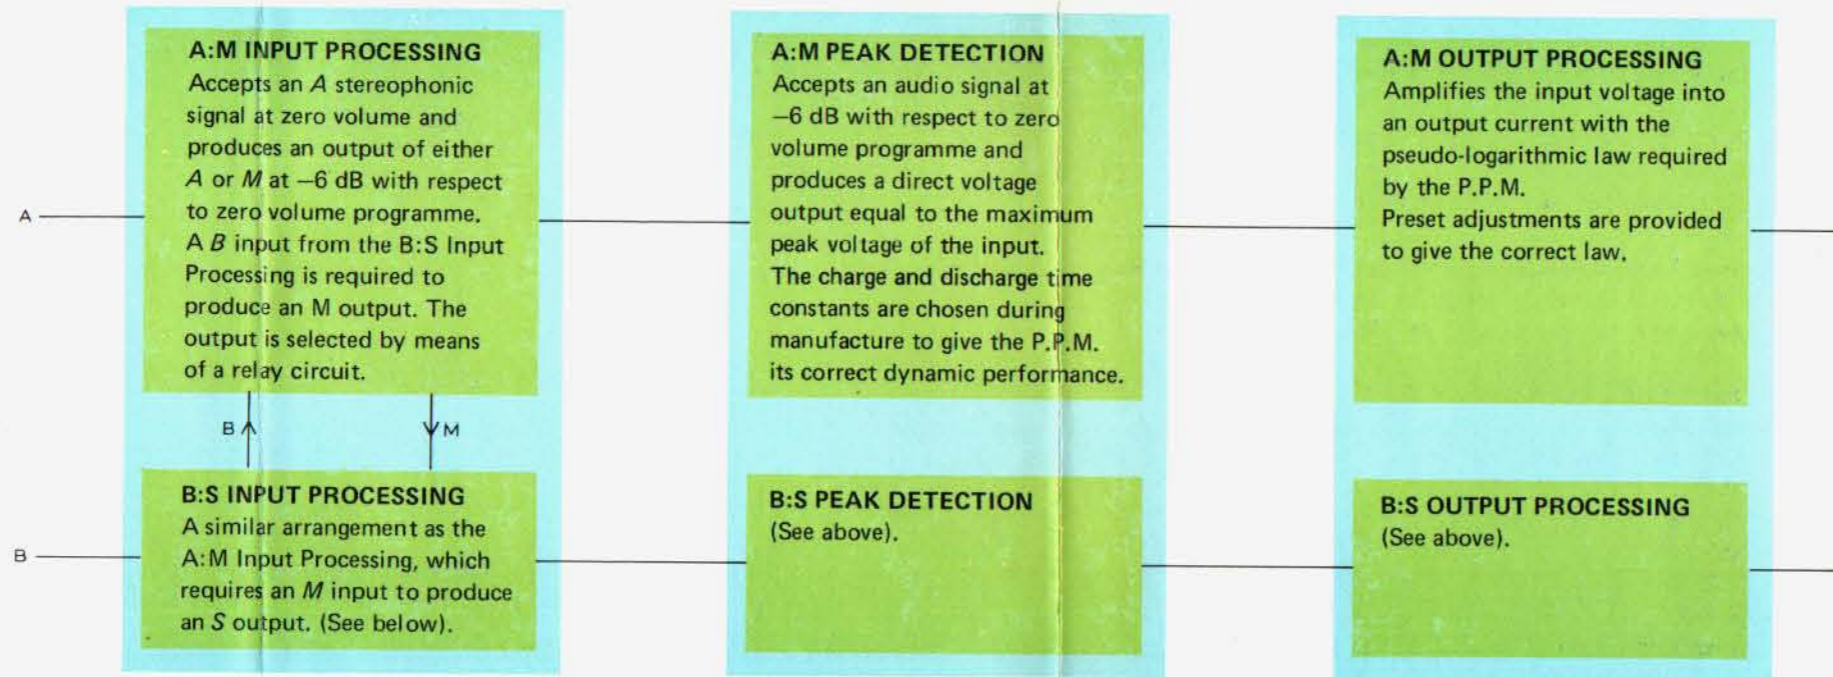 A:M INPUT PROCESSING
Accepts an A stereophonic
signal at zero volume and
produces an output of either
A or M at −6 dB with respect
to zero volume programme.
A B input from the B:S Input
Processing is required to
produce an M output. The
output is selected by means
of a relay circuit.
A:M PEAK DETECTION
Accepts an audio signal at
−6 dB with respect to zero
volume programme and
produces a direct voltage
output equal to the maximum
peak voltage of the input.
The charge and discharge time
constants are chosen during
manufacture to give the P.P.M.
its correct dynamic performance.
A:M OUTPUT PROCESSING
Amplifies the input voltage into
an output current with the
pseudo-logarithmic law required
by the P.P.M.
Preset adjustments are provided
to give the correct law.
A
B
M
B:S INPUT PROCESSING
A similar arrangement as the
A:M Input Processing, which
requires an M input to produce
an S output. (See below).
B:S PEAK DETECTION
(See above).
B:S OUTPUT PROCESSING
(See above).
B